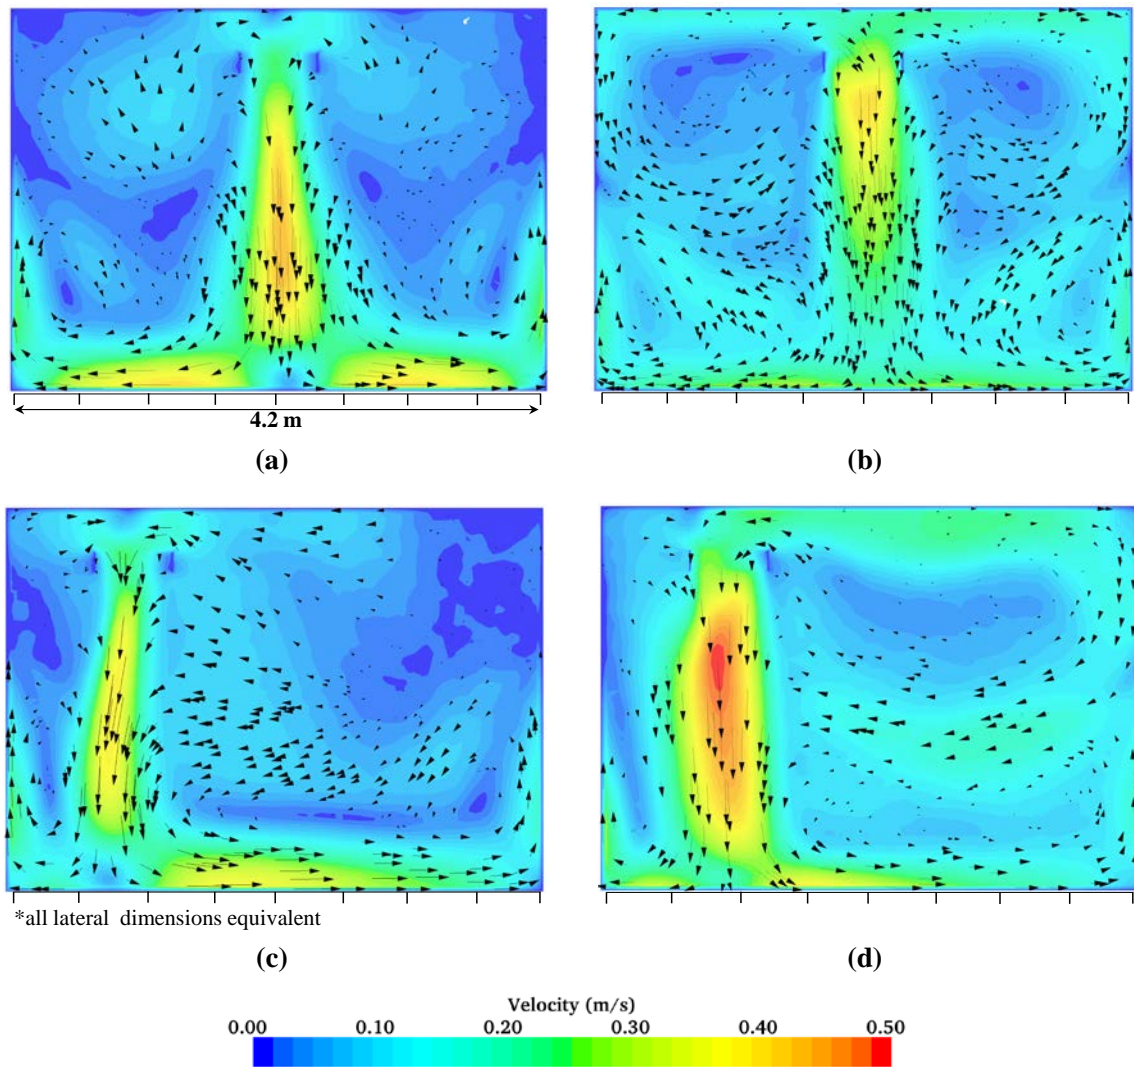 4.2 m
(a)
(b)
*all lateral dimensions equivalent
(c)
(d)
Velocity (m/s)
0.00 0.10 0.20 0.30 0.40 0.50